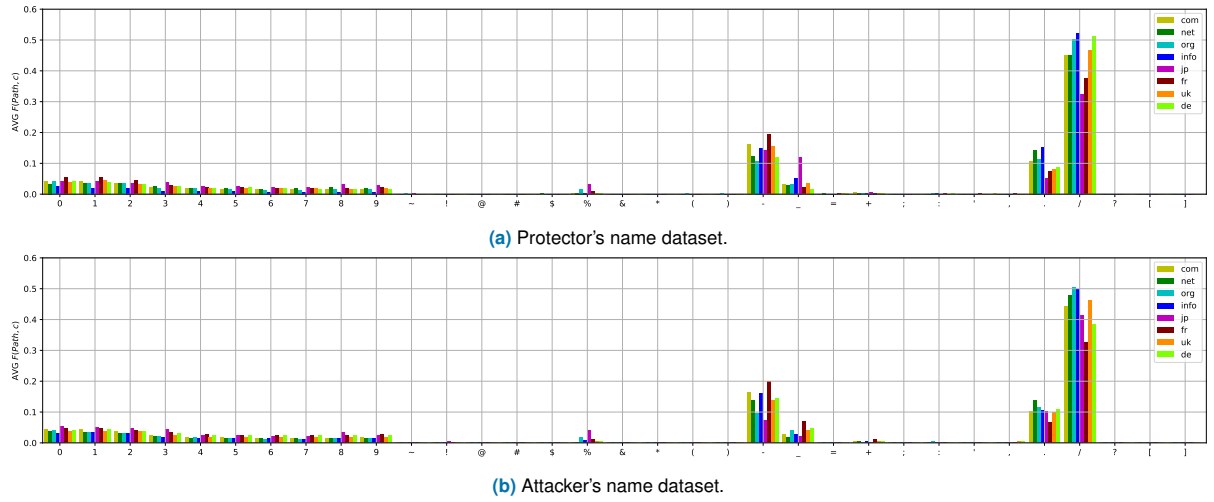 0.6
0.5
0.4
0.3
0.2
0.1
0.0
AVG F(Path,c)
com
net
org
info
jp
fr
uk
de
0 1 2 3 4 5 6 7 8 9 ~ ! @ # $ % & * ( ) - _ = + ; : ' , . / ? [ ]
(a) Protector's name dataset.
0.6
0.5
0.4
0.3
0.2
0.1
0.0
AVG F(Path,c)
com
net
org
info
jp
fr
uk
de
0 1 2 3 4 5 6 7 8 9 ~ ! @ # $ % & * ( ) - _ = + ; : ' , . / ? [ ]
(b) Attacker's name dataset.